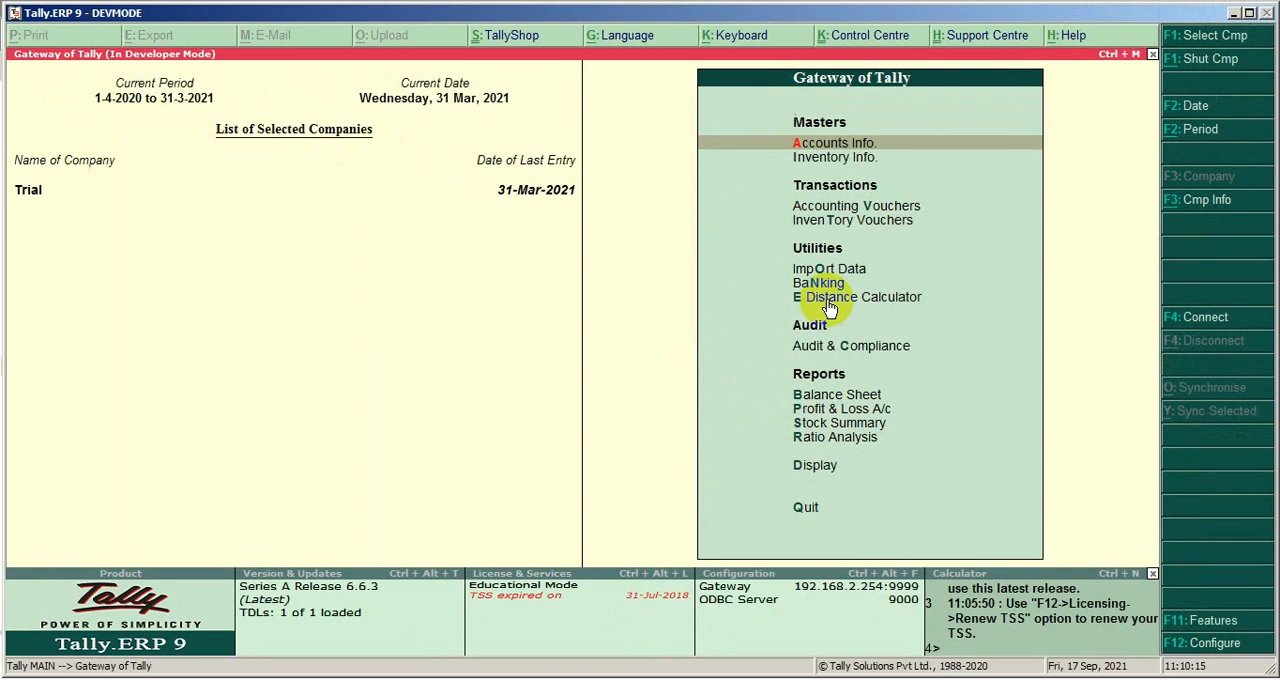 Tally.ERP 9 - DEVMODE
P: Print
E: Export
M: E-Mail
O: Upload
S: TallyShop
G: Language
K: Keyboard
K: Control Centre
H: Support Centre
H: Help
Gateway of Tally (In Developer Mode)
Ctrl + M
Current Period
1-4-2020 to 31-3-2021
Current Date
Wednesday, 31 Mar, 2021
List of Selected Companies
Name of Company
Date of Last Entry
Trial
31-Mar-2021
Gateway of Tally
Masters
Accounts Info.
Inventory Info.
Transactions
Accounting Vouchers
InvenTory Vouchers
Utilities
ImpOrt Data
BaNking
E Distance Calculator
Audit
Audit & Compliance
Reports
Balance Sheet
Profit & Loss A/c
Stock Summary
Ratio Analysis
Display
Quit
F1: Select Cmp
F1: Shut Cmp
F2: Date
F2: Period
F3: Company
F3: Cmp Info
F4: Connect
F4: Disconnect
O: Synchronise
Y: Sync Selected
F11: Features
F12: Configure
Product
Tally
POWER OF SIMPLICITY
Tally.ERP 9
Version & Updates
Ctrl + Alt + T
Series A Release 6.6.3
(Latest)
TDLs: 1 of 1 loaded
License & Services
Ctrl + Alt + L
Educational Mode
TSS expired on
31-Jul-2018
Configuration
Ctrl + Alt + F
Gateway
192.168.2.254:9999
ODBC Server
9000
Calculator
Ctrl + N
use this latest release.
3 11:05:50 : Use "F12->Licensing-
>Renew TSS" option to renew your
TSS.
4>
Tally MAIN --> Gateway of Tally
© Tally Solutions Pvt Ltd., 1988-2020
Fri, 17 Sep, 2021
11:10:15